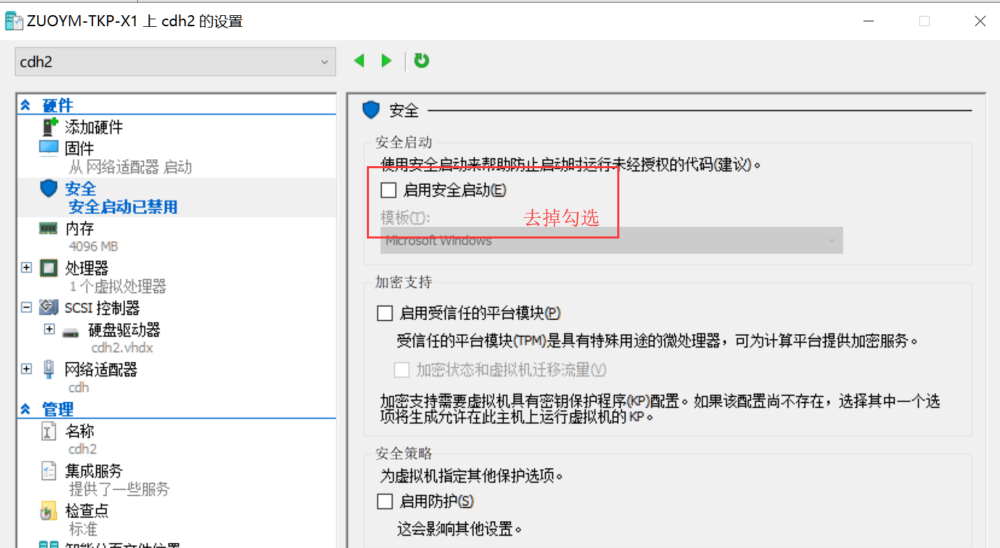 ZUOYM-TKP-X1 上 cdh2 的设置
cdh2
硬件
添加硬件
固件
从 网络适配器 启动
安全
安全启动已禁用
内存
4096 MB
处理器
1 个虚拟处理器
SCSI 控制器
硬盘驱动器
cdh2.vhdx
网络适配器
cdh
管理
名称
cdh2
集成服务
提供了一些服务
检查点
标准
智能分页文件位置
安全
安全启动
使用安全启动来帮助防止启动时运行未经授权的代码(建议)。
启用安全启动(E)
模板(T):
去掉勾选
Microsoft Windows
加密支持
启用受信任的平台模块(P)
受信任的平台模块(TPM)是具有特殊用途的微处理器，可为计算平台提供加密服务。
加密状态和虚拟机迁移流量(V)
加密支持需要虚拟机具有密钥保护程序(KP)配置。如果该配置尚不存在，选择其中一个选
项将生成允许在此主机上运行虚拟机的 KP。
安全策略
为虚拟机指定其他保护选项。
启用防护(S)
这会影响其他设置。